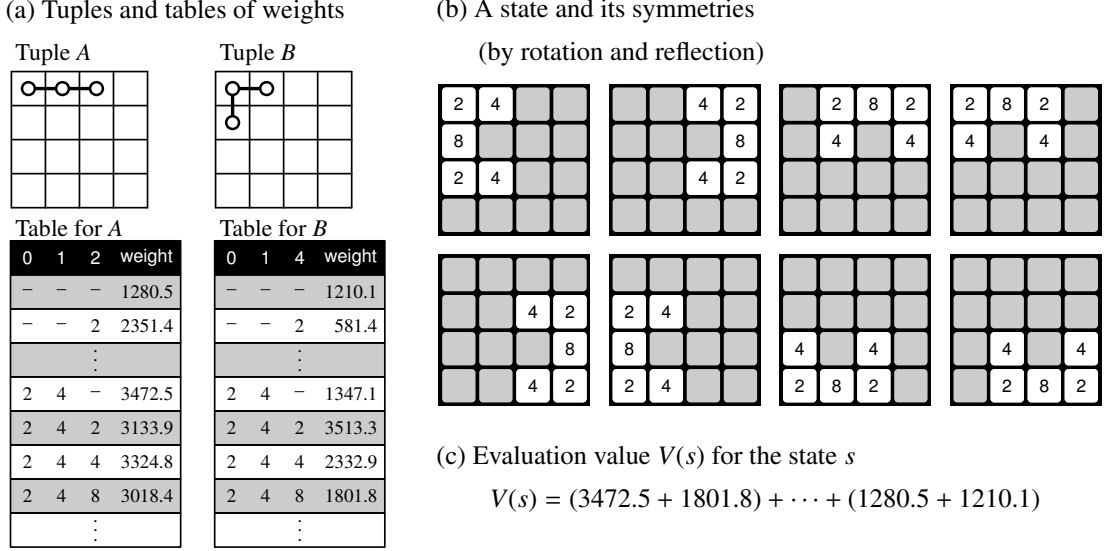 (a) Tuples and tables of weights
Tuple A
Tuple B
Table for A
0 1 2 weight
– – – 1280.5
– – 2 2351.4
⋮
2 4 – 3472.5
2 4 2 3133.9
2 4 4 3324.8
2 4 8 3018.4
⋮
Table for B
0 1 4 weight
– – – 1210.1
– – 2 581.4
⋮
2 4 – 1347.1
2 4 2 3513.3
2 4 4 2332.9
2 4 8 1801.8
⋮
(b) A state and its symmetries
(by rotation and reflection)
2 4
8
2 4
4 2
8
4 2
2 8 2
4 4
2 8 2
4 4
4 2
8
4 2
2 4
8
2 4
4 4
2 8 2
4 4
2 8 2
(c) Evaluation value V(s) for the state s
V(s) = (3472.5 + 1801.8) + ··· + (1280.5 + 1210.1)